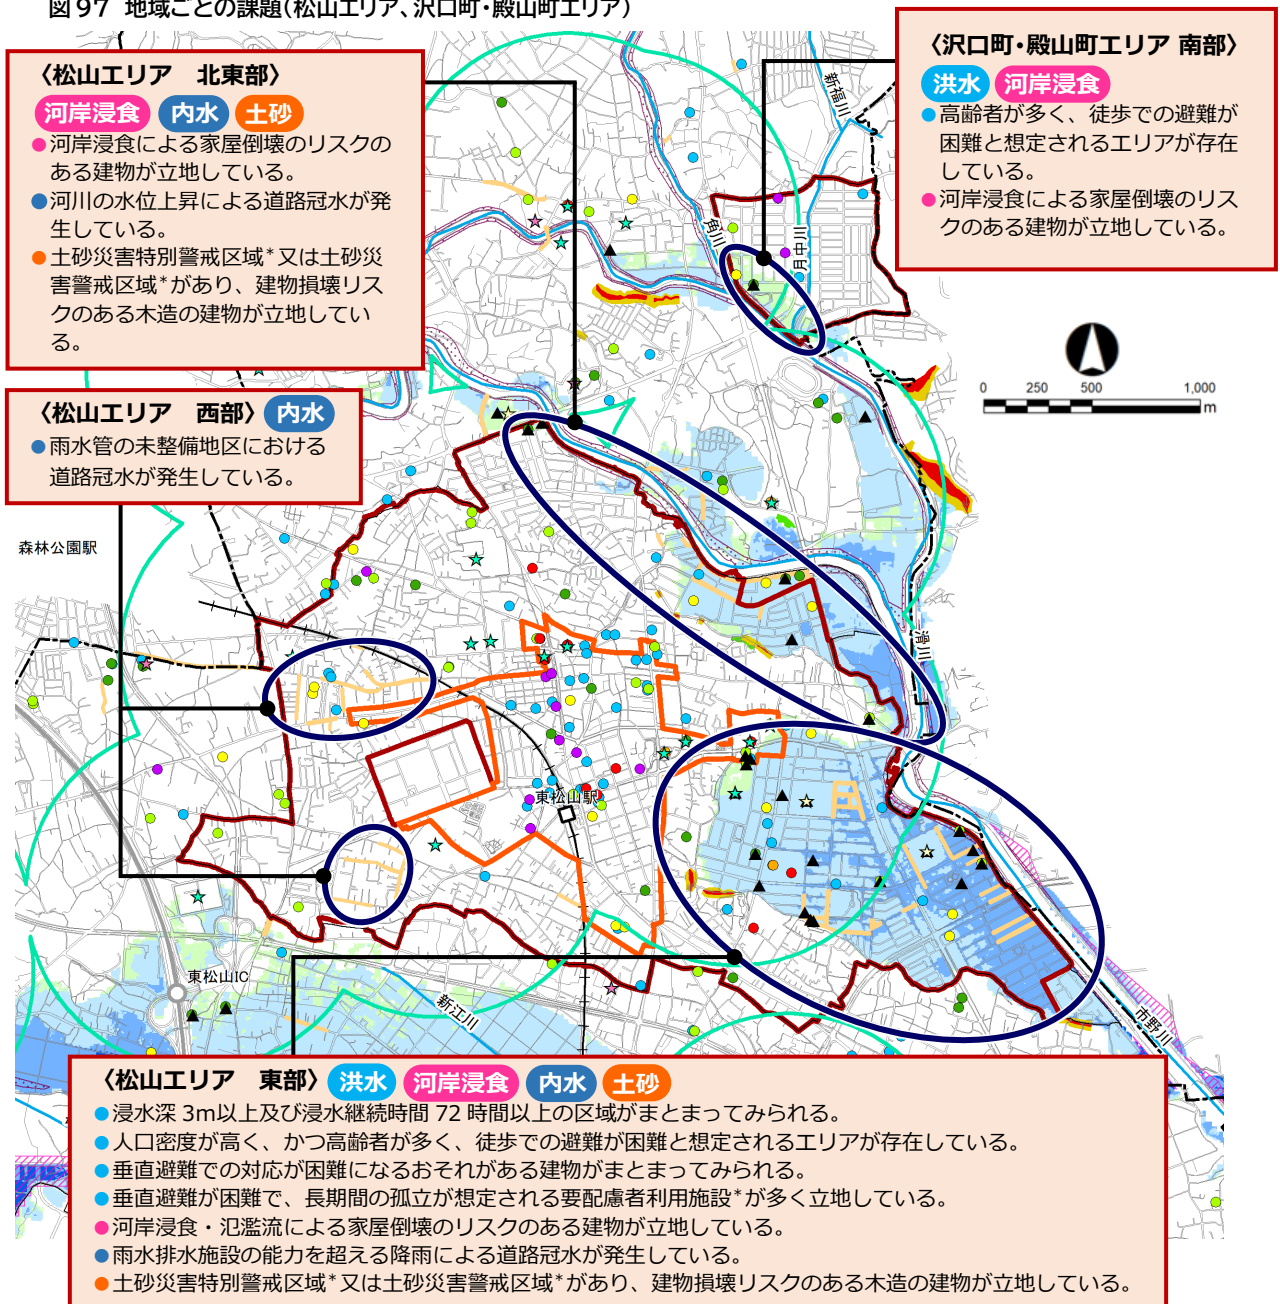 図97 地域ごとの課題(松山エリア、沢口町・殿山町エリア)
〈松山エリア 北東部〉
河岸浸食 内水 土砂
●河岸浸食による家屋倒壊のリスクの
ある建物が立地している。
●河川の水位上昇による道路冠水が発
生している。
●土砂災害特別警戒区域*又は土砂災
害警戒区域*があり、建物損壊リス
クのある木造の建物が立地してい
る。
〈沢口町・殿山町エリア 南部〉
洪水 河岸浸食
●高齢者が多く、徒歩での避難が
困難と想定されるエリアが存在
している。
●河岸浸食による家屋倒壊のリス
クのある建物が立地している。
〈松山エリア 西部〉 内水
●雨水管の未整備地区における
道路冠水が発生している。
新福川
角川
月中川
0 250 500 1,000
m
森林公園駅
滑川
東松山駅
東松山IC
新江川
市野川
〈松山エリア 東部〉 洪水 河岸浸食 内水 土砂
●浸水深 3m以上及び浸水継続時間 72 時間以上の区域がまとまってみられる。
●人口密度が高く、かつ高齢者が多く、徒歩での避難が困難と想定されるエリアが存在している。
●垂直避難での対応が困難になるおそれがある建物がまとまってみられる。
●垂直避難が困難で、長期間の孤立が想定される要配慮者利用施設*が多く立地している。
●河岸浸食・氾濫流による家屋倒壊のリスクのある建物が立地している。
●雨水排水施設の能力を超える降雨による道路冠水が発生している。
●土砂災害特別警戒区域*又は土砂災害警戒区域*があり、建物損壊リスクのある木造の建物が立地している。